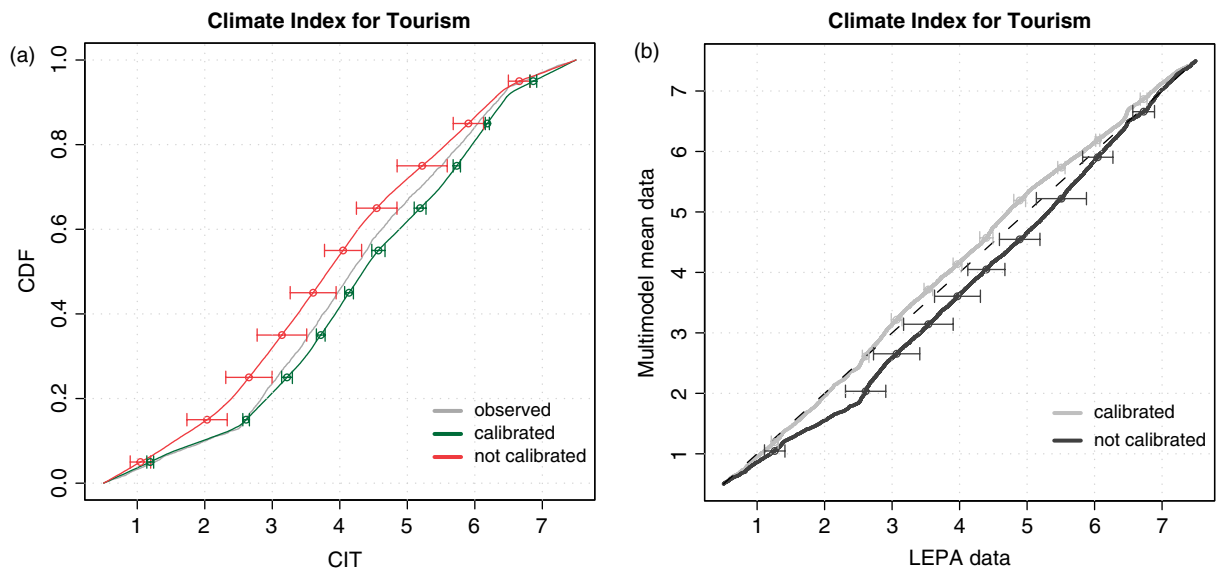 Climate Index for Tourism
(a)
CDF
1.0
0.8
0.6
0.4
0.2
0.0
observed
calibrated
not calibrated
1 2 3 4 5 6 7
CIT
Climate Index for Tourism
(b)
Multimodel mean data
7
6
5
4
3
2
1
calibrated
not calibrated
1 2 3 4 5 6 7
LEPA data